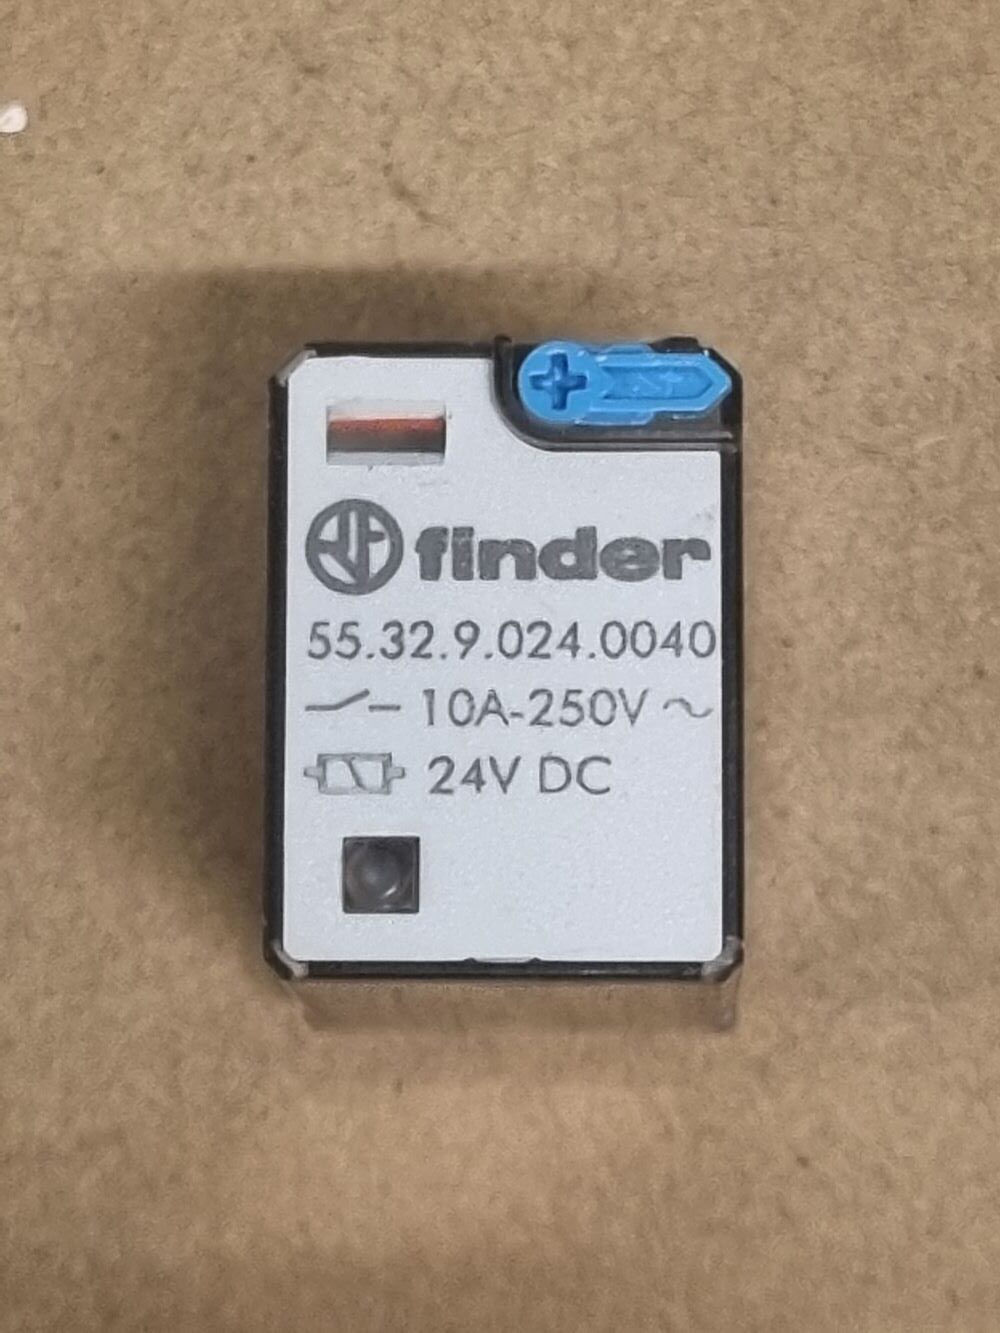 finder
55.32.9.024.0040
10A-250V ~
24V DC